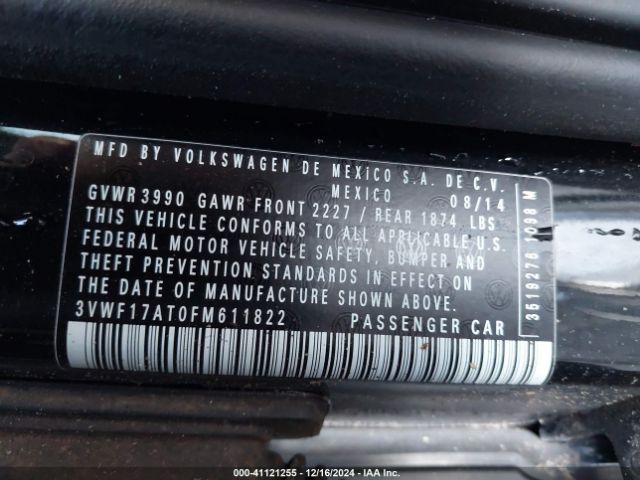 MFD BY VOLKSWAGEN DE MEXICO S.A. DE C.V.
MEXICO 08/14
GVWR 3990 GAWR FRONT 2227 / REAR 1874 LBS
THIS VEHICLE CONFORMS TO ALL APPLICABLE U.S.
FEDERAL MOTOR VEHICLE SAFETY, BUMPER AND
THEFT PREVENTION STANDARDS IN EFFECT ON
THE DATE OF MANUFACTURE SHOWN ABOVE.
3VWF17AT0FM611822 PASSENGER CAR
3519276 1098 M
000-41121255 - 12/16/2024 - IAA Inc.